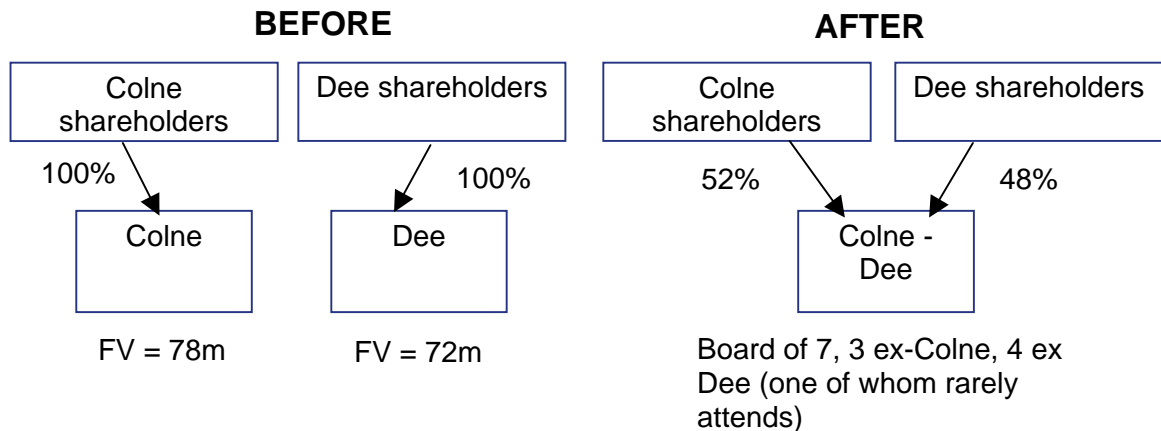 BEFORE
AFTER
Colne
shareholders
Dee shareholders
Colne
shareholders
Dee shareholders
100%
100%
52%
48%
Colne
Dee
Colne -
Dee
FV = 78m
FV = 72m
Board of 7, 3 ex-Colne, 4 ex
Dee (one of whom rarely
attends)